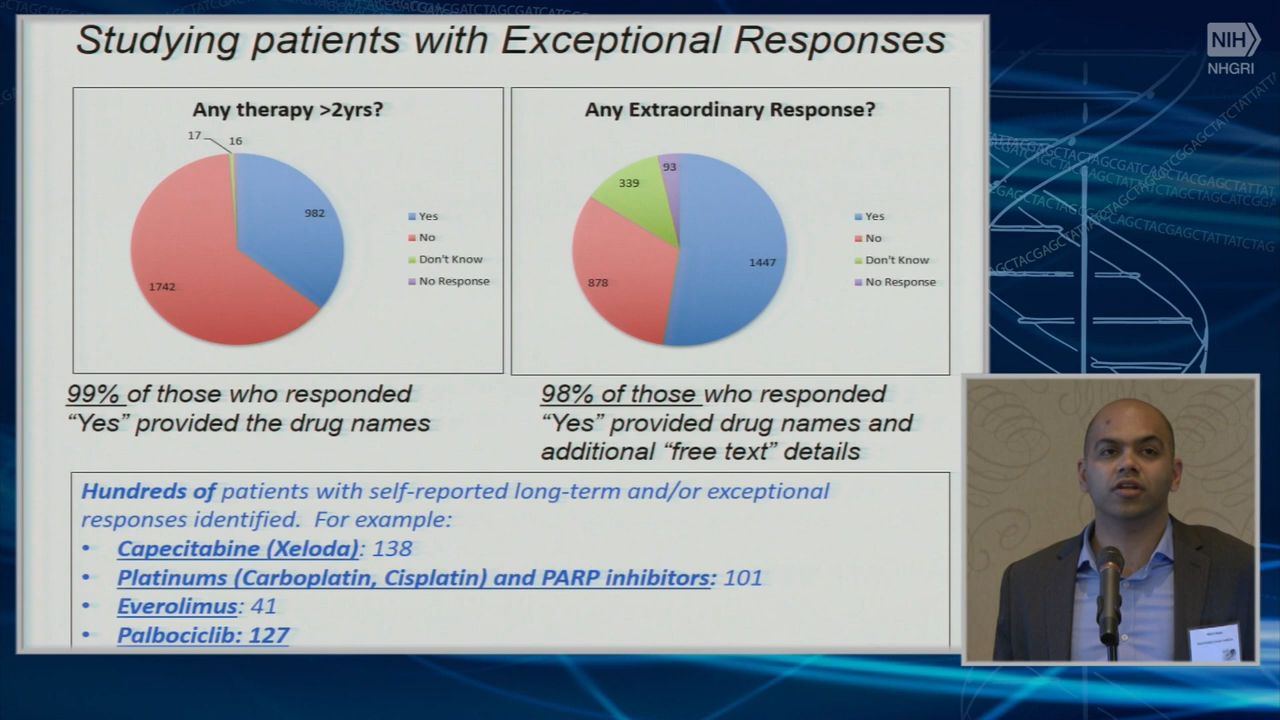 Studying patients with Exceptional Responses
NIH
NHGRI
Any therapy >2yrs?
17
16
982
1742
Yes
No
Don't Know
No Response
Any Extraordinary Response?
93
339
1447
878
Yes
No
Don't Know
No Response
99% of those who responded
“Yes” provided the drug names
98% of those who responded
“Yes” provided drug names and
additional “free text” details
Hundreds of patients with self-reported long-term and/or exceptional
responses identified. For example:
• Capecitabine (Xeloda): 138
• Platinums (Carboplatin, Cisplatin) and PARP inhibitors: 101
• Everolimus: 41
• Palbociclib: 127